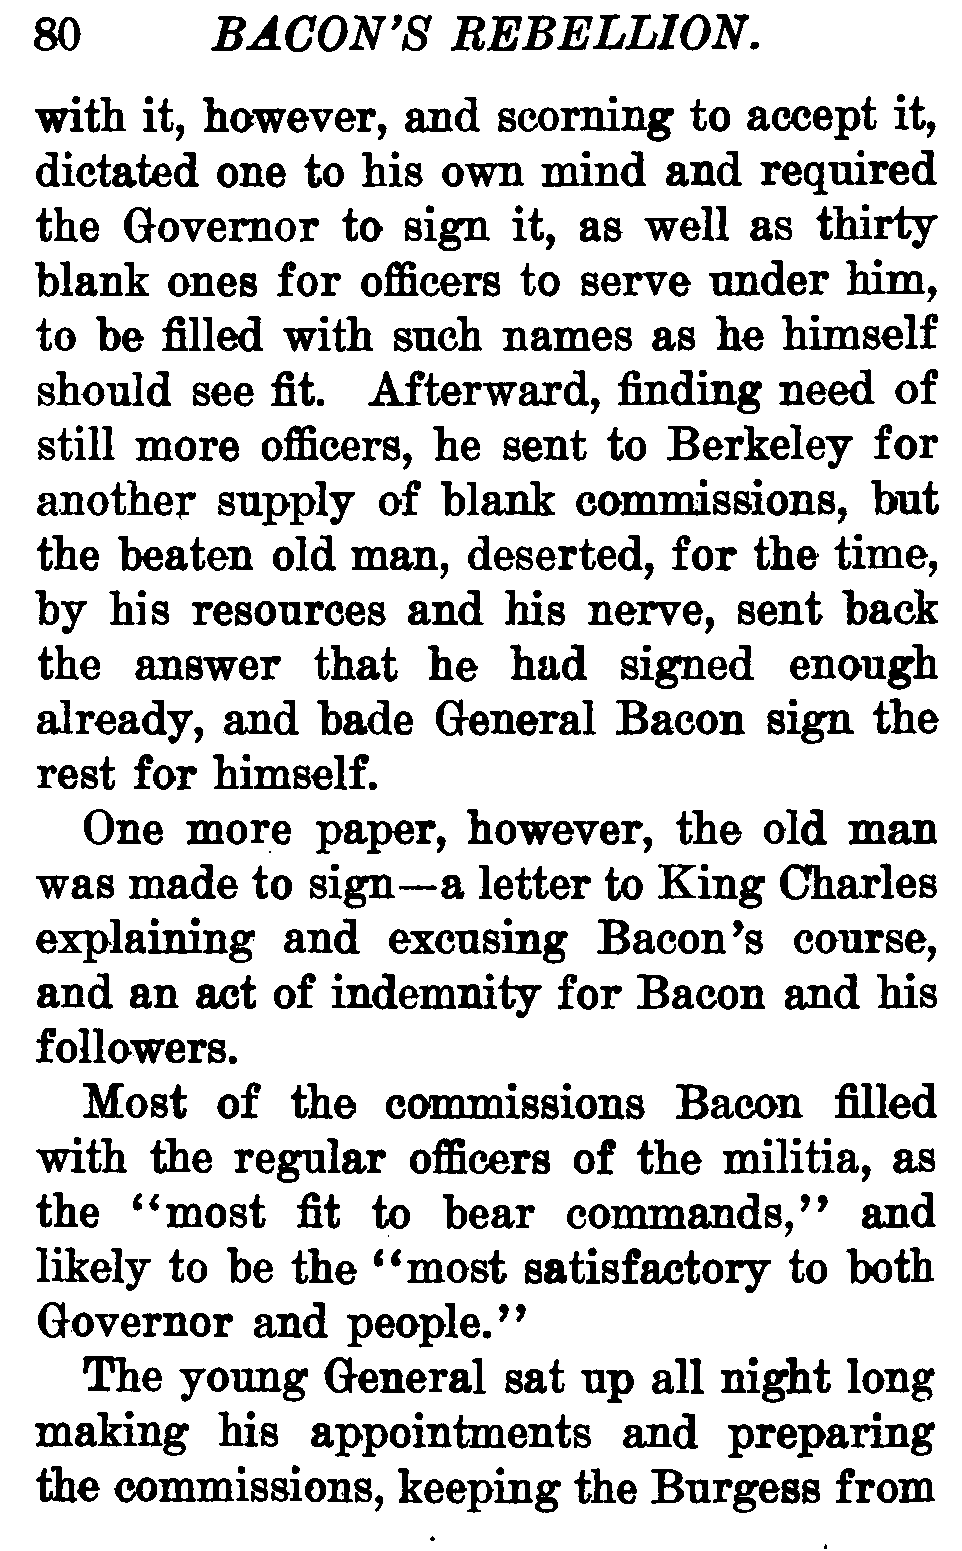 80 BACON'S REBELLION.
with it, however, and scorning to accept it,
dictated one to his own mind and required
the Governor to sign it, as well as thirty
blank ones for officers to serve under him,
to be filled with such names as he himself
should see fit. Afterward, finding need of
still more officers, he sent to Berkeley for
another supply of blank commissions, but
the beaten old man, deserted, for the time,
by his resources and his nerve, sent back
the answer that he had signed enough
already, and bade General Bacon sign the
rest for himself.
One more paper, however, the old man
was made to sign—a letter to King Charles
explaining and excusing Bacon's course,
and an act of indemnity for Bacon and his
followers.
Most of the commissions Bacon filled
with the regular officers of the militia, as
the "most fit to bear commands," and
likely to be the "most satisfactory to both
Governor and people."
The young General sat up all night long
making his appointments and preparing
the commissions, keeping the Burgess from